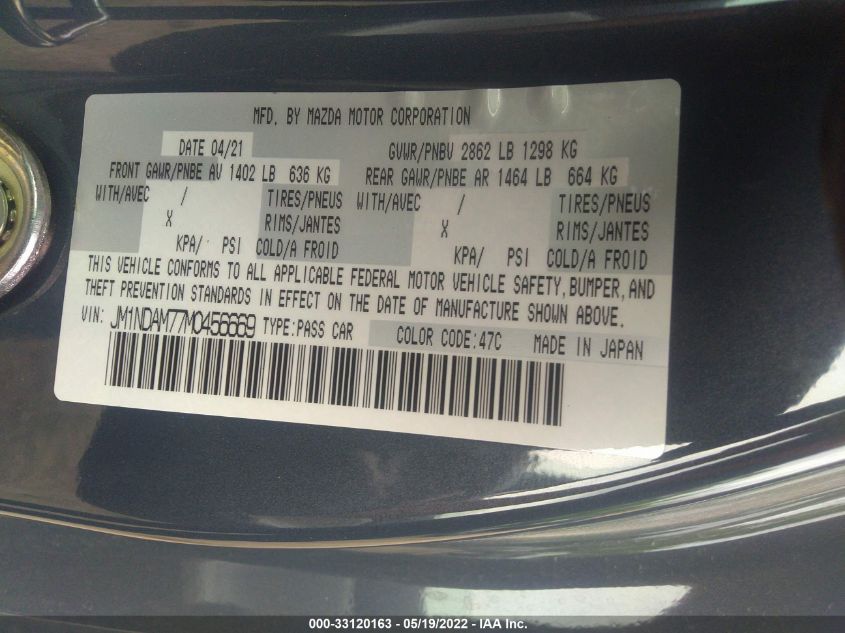 MFD. BY MAZDA MOTOR CORPORATION
DATE 04/21 GVWR/PNBV 2862 LB 1298 KG
FRONT GAWR/PNBE AV 1402 LB 636 KG REAR GAWR/PNBE AR 1464 LB 664 KG
WITH/AVEC / TIRES/PNEUS WITH/AVEC / TIRES/PNEUS
X RIMS/JANTES X RIMS/JANTES
KPA/ PSI COLD/A FROID KPA/ PSI COLD/A FROID
THIS VEHICLE CONFORMS TO ALL APPLICABLE FEDERAL MOTOR VEHICLE SAFETY, BUMPER, AND
THEFT PREVENTION STANDARDS IN EFFECT ON THE DATE OF MANUFACTURE SHOWN ABOVE.
VIN: JM1NDAM77M0456669 TYPE:PASS CAR COLOR CODE:47C MADE IN JAPAN
000-33120163 - 05/19/2022 - IAA Inc.